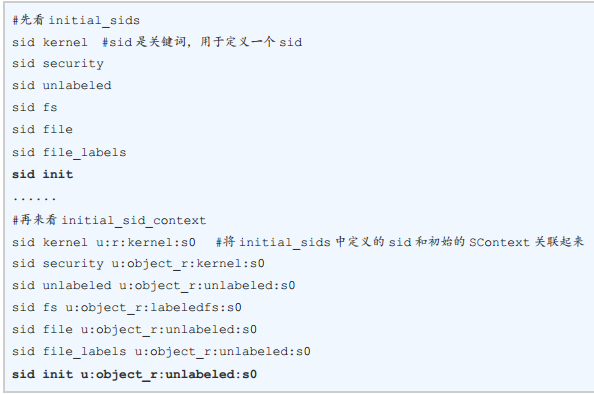 #先看 initial_sids
sid kernel #sid 是关键词，用于定义一个 sid
sid security
sid unlabeled
sid fs
sid file
sid file_labels
sid init
......
#再来看 initial_sid_context
sid kernel u:r:kernel:s0 #将 initial_sids 中定义的 sid 和初始的 SContext 关联起来
sid security u:object_r:kernel:s0
sid unlabeled u:object_r:unlabeled:s0
sid fs u:object_r:labeledfs:s0
sid file u:object_r:unlabeled:s0
sid file_labels u:object_r:unlabeled:s0
sid init u:object_r:unlabeled:s0